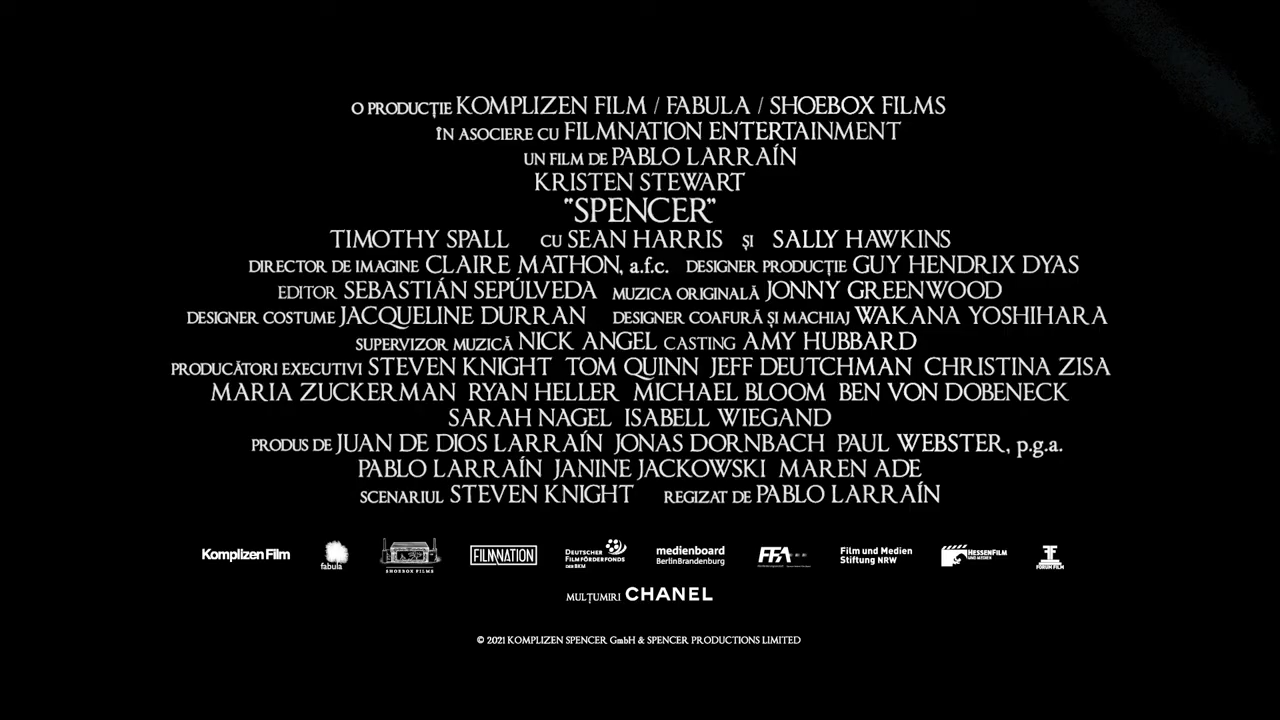 O PRODUCȚIE KOMPLIZEN FILM / FABULA / SHOEBOX FILMS
ÎN ASOCIERE CU FILMNATION ENTERTAINMENT
UN FILM DE PABLO LARRAÍN
KRISTEN STEWART
"SPENCER"
TIMOTHY SPALL CU SEAN HARRIS ȘI SALLY HAWKINS
DIRECTOR DE IMAGINE CLAIRE MATHON, a.f.c. DESIGNER PRODUCȚIE GUY HENDRIX DYAS
EDITOR SEBASTIÁN SEPÚLVEDA MUZICA ORIGINALĂ JONNY GREENWOOD
DESIGNER COSTUME JACQUELINE DURRAN DESIGNER COAFURĂ ȘI MACHIAJ WAKANA YOSHIHARA
SUPERVIZOR MUZICĂ NICK ANGEL CASTING AMY HUBBARD
PRODUCĂTORI EXECUTIVI STEVEN KNIGHT TOM QUINN JEFF DEUTCHMAN CHRISTINA ZISA
MARIA ZUCKERMAN RYAN HELLER MICHAEL BLOOM BEN VON DOBENECK
SARAH NAGEL ISABELL WIEGAND
PRODUS DE JUAN DE DIOS LARRAÍN JONAS DORNBACH PAUL WEBSTER, p.g.a.
PABLO LARRAÍN JANINE JACKOWSKI MAREN ADE
SCENARIUL STEVEN KNIGHT REGIZAT DE PABLO LARRAÍN
Komplizen Film
fabula
SHOEBOX FILMS
FILMNATION
DEUTSCHER
FILMFÖRDERFONDS
DER BKM
medienboard
BerlinBrandenburg
FFA
Film und Medien
Stiftung NRW
HESSENFILM
UND MEDIEN
FORUM FILM
MULȚUMIRI CHANEL
© 2021 KOMPLIZEN SPENCER GmbH & SPENCER PRODUCTIONS LIMITED